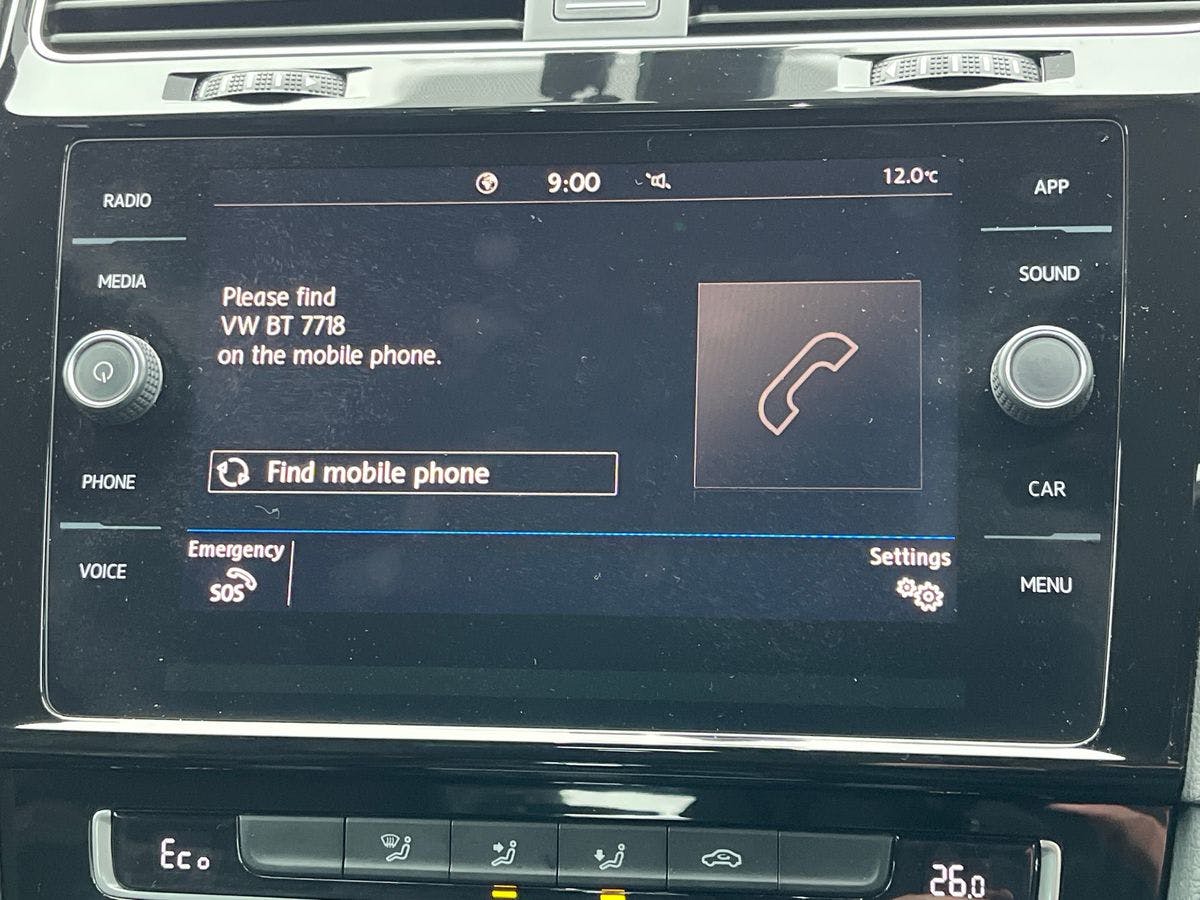 RADIO
MEDIA
PHONE
VOICE
9:00
12.0°C
Please find
VW BT 7718
on the mobile phone.
Find mobile phone
Emergency
SOS
Settings
APP
SOUND
CAR
MENU
Eco
26.0